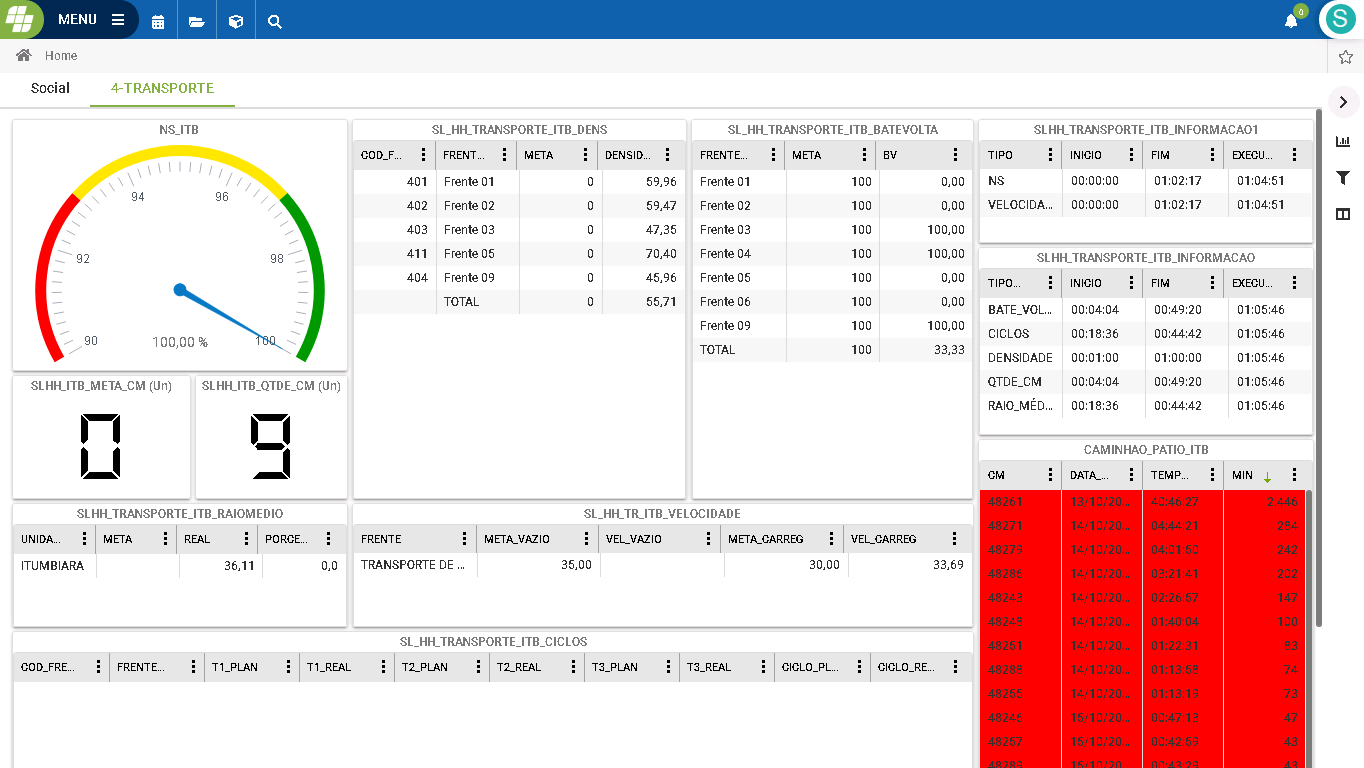 MENU
0
S
Home
Social
4-TRANSPORTE
NS_ITB
90
92
94
96
98
100
100,00 %
SLHH_ITB_META_CM (Un)
0
SLHH_ITB_QTDE_CM (Un)
9
SL_HH_TRANSPORTE_ITB_DENS
COD_F... FRENT... META DENSID...
401 Frente 01 0 59,96
402 Frente 02 0 59,47
403 Frente 03 0 47,35
411 Frente 05 0 70,40
404 Frente 09 0 45,96
TOTAL 0 55,71
SL_HH_TRANSPORTE_ITB_BATEVOLTA
FRENTE... META BV
Frente 01 100 0,00
Frente 02 100 0,00
Frente 03 100 100,00
Frente 04 100 100,00
Frente 05 100 0,00
Frente 06 100 0,00
Frente 09 100 100,00
TOTAL 100 33,33
SLHH_TRANSPORTE_ITB_INFORMACAO1
TIPO INICIO FIM EXECU...
NS 00:00:00 01:02:17 01:04:51
VELOCIDA... 00:00:00 01:02:17 01:04:51
SLHH_TRANSPORTE_ITB_INFORMACAO
TIPO... INICIO FIM EXECU...
BATE_VOL... 00:04:04 00:49:20 01:05:46
CICLOS 00:18:36 00:44:42 01:05:46
DENSIDADE 00:01:00 01:00:00 01:05:46
QTDE_CM 00:04:04 00:49:20 01:05:46
RAIO_MÉD... 00:18:36 00:44:42 01:05:46
SLHH_TRANSPORTE_ITB_RAIOMEDIO
UNIDA... META REAL PORCE...
ITUMBIARA 36,11 0,0
SLHH_TR_ITB_VELOCIDADE
FRENTE META_VAZIO VEL_VAZIO META_CARREG VEL_CARREG
TRANSPORTE DE ... 35,00 30,00 33,69
SL_HH_TRANSPORTE_ITB_CICLOS
COD_FRE... FRENTE... T1_PLAN T1_REAL T2_PLAN T2_REAL T3_PLAN T3_REAL CICLO_PL... CICLO_RE...
CAMINHAO_PATIO_ITB
CM DATA_... TEMP... MIN
48261 13/10/20... 40:46:27 2.446
48271 14/10/20... 04:44:21 284
48279 14/10/20... 04:01:50 242
48286 14/10/20... 03:21:41 202
48243 14/10/20... 02:26:57 147
48248 14/10/20... 01:40:04 100
48251 14/10/20... 01:22:31 83
48288 14/10/20... 01:13:58 74
48255 14/10/20... 01:13:19 73
48246 15/10/20... 00:47:13 47
48257 15/10/20... 00:42:59 43
48289 15/10/20... 00:43:29 43